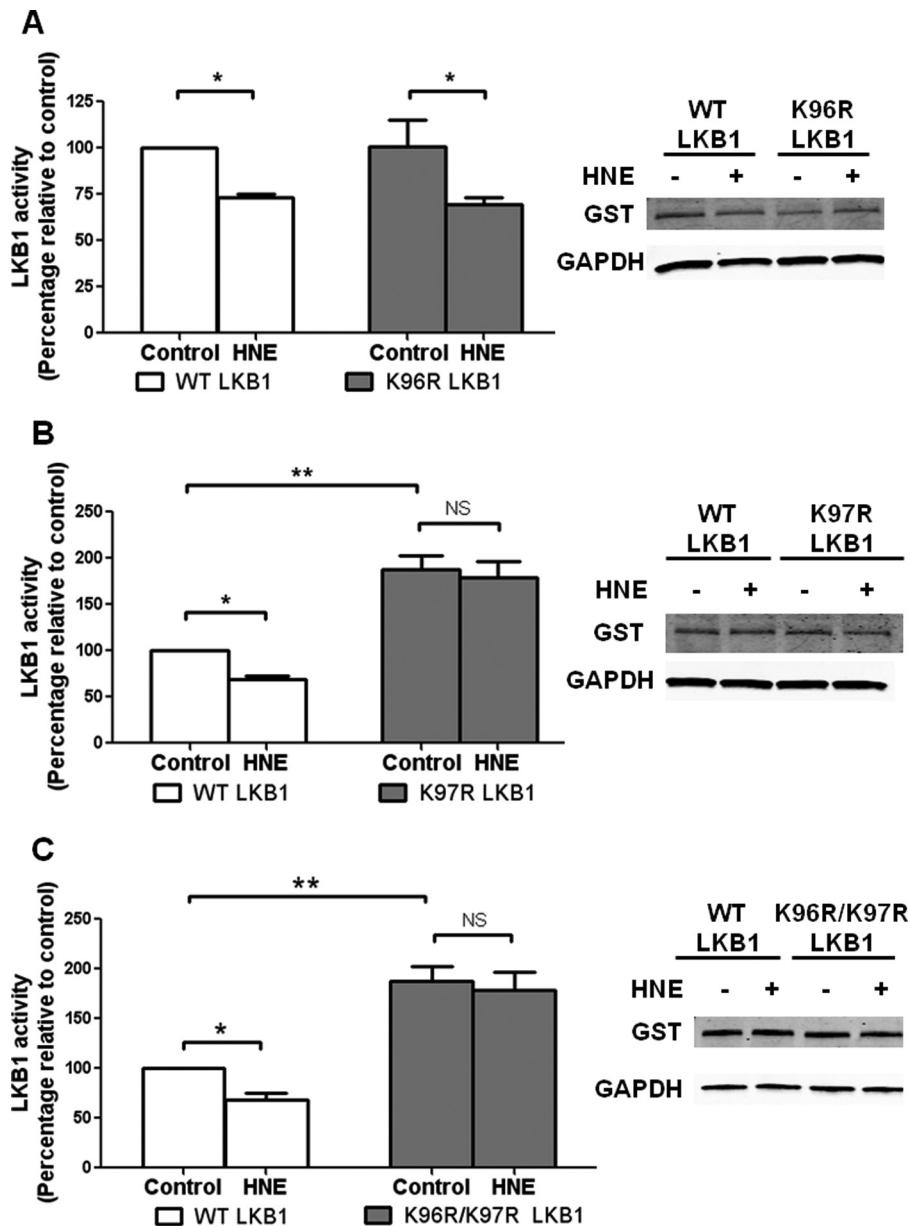 A
LKB1 activity
(Percentage relative to control)
125
100
75
50
25
0
*
*
Control HNE Control HNE
WT LKB1 K96R LKB1
WT K96R
LKB1 LKB1
HNE - + - +
GST
GAPDH
B
LKB1 activity
(Percentage relative to control)
250
200
150
100
50
0
**
NS
*
Control HNE Control HNE
WT LKB1 K97R LKB1
WT K97R
LKB1 LKB1
HNE - + - +
GST
GAPDH
C
LKB1 activity
(Percentage relative to control)
250
200
150
100
50
0
**
NS
*
Control HNE Control HNE
WT LKB1 K96R/K97R LKB1
WT K96R/K97R
LKB1 LKB1
HNE - + - +
GST
GAPDH